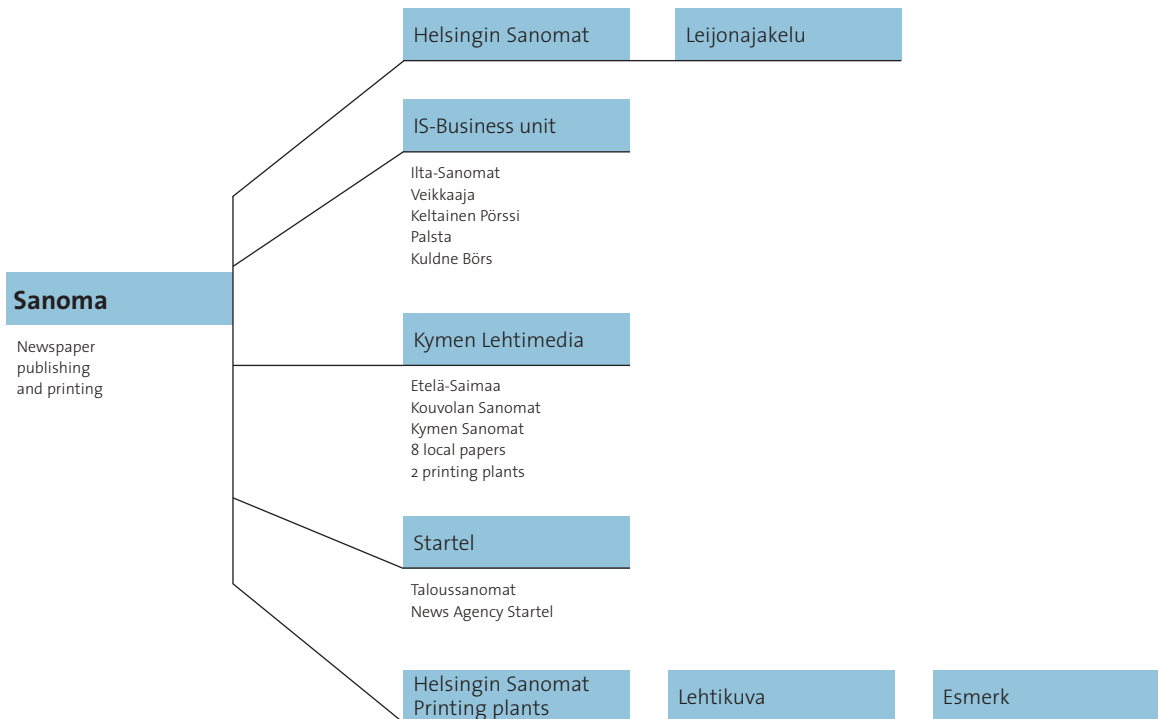 Helsingin Sanomat
Leijonajakelu
IS-Business unit
Ilta-Sanomat
Veikkaaja
Keltainen Pörssi
Palsta
Kuldne Börs
Sanoma
Newspaper
publishing
and printing
Kymen Lehtimedia
Etelä-Saimaa
Kouvolan Sanomat
Kymen Sanomat
8 local papers
2 printing plants
Startel
Taloussanomat
News Agency Startel
Helsingin Sanomat
Printing plants
Lehtikuva
Esmerk